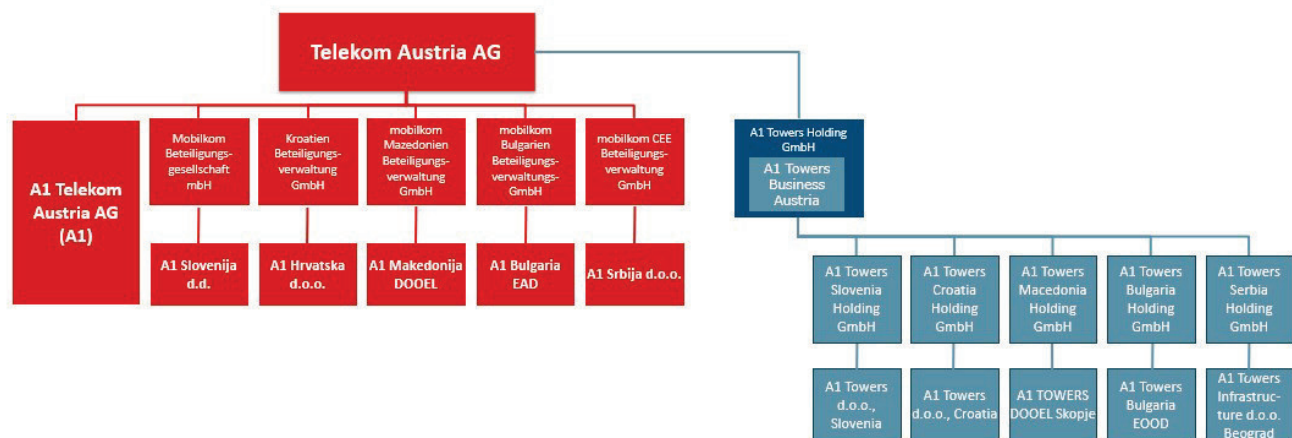 Telekom Austria AG
A1 Telekom
Austria AG
(A1)
Mobilkom
Beteiligungs-
gesellschaft
mbH
Kroatien
Beteiligungs-
verwaltung
GmbH
mobilkom
Mazedonien
Beteiligungs-
verwaltung
GmbH
mobilkom
Bulgarien
Beteiligungs-
verwaltungs-
GmbH
mobilkom CEE
Beteiligungs-
verwaltung
GmbH
A1 Slovenija
d.d.
A1 Hrvatska
d.o.o.
A1 Makedonija
DOOEL
A1 Bulgaria
EAD
A1 Srbija d.o.o.
A1 Towers Holding
GmbH
A1 Towers
Business
Austria
A1 Towers
Slovenia
Holding
GmbH
A1 Towers
Croatia
Holding
GmbH
A1 Towers
Macedonia
Holding
GmbH
A1 Towers
Bulgaria
Holding
GmbH
A1 Towers
Serbia
Holding
GmbH
A1 Towers
d.o.o.,
Slovenia
A1 Towers
d.o.o., Croatia
A1 TOWERS
DOOEL Skopje
A1 Towers
Bulgaria
EOOD
A1 Towers
Infrastruc-
ture d.o.o.
Beograd